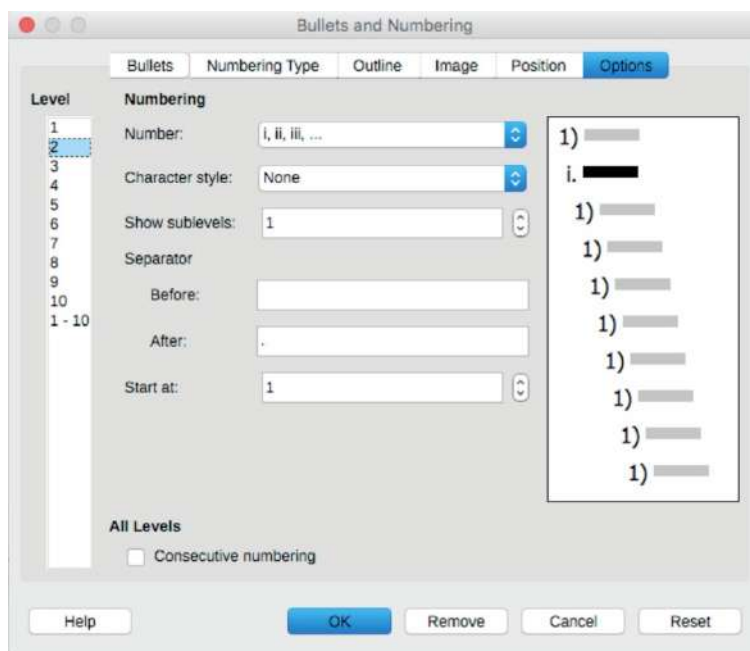 Bullets and Numbering
Bullets Numbering Type Outline Image Position Options
Level
1
2
3
4
5
6
7
8
9
10
1 - 10
Numbering
Number: i, ii, iii, ...
Character style: None
Show sublevels: 1
Separator
Before:
After: .
Start at: 1
All Levels
Consecutive numbering
1)
i.
1)
1)
1)
1)
1)
1)
1)
1)
Help OK Remove Cancel Reset